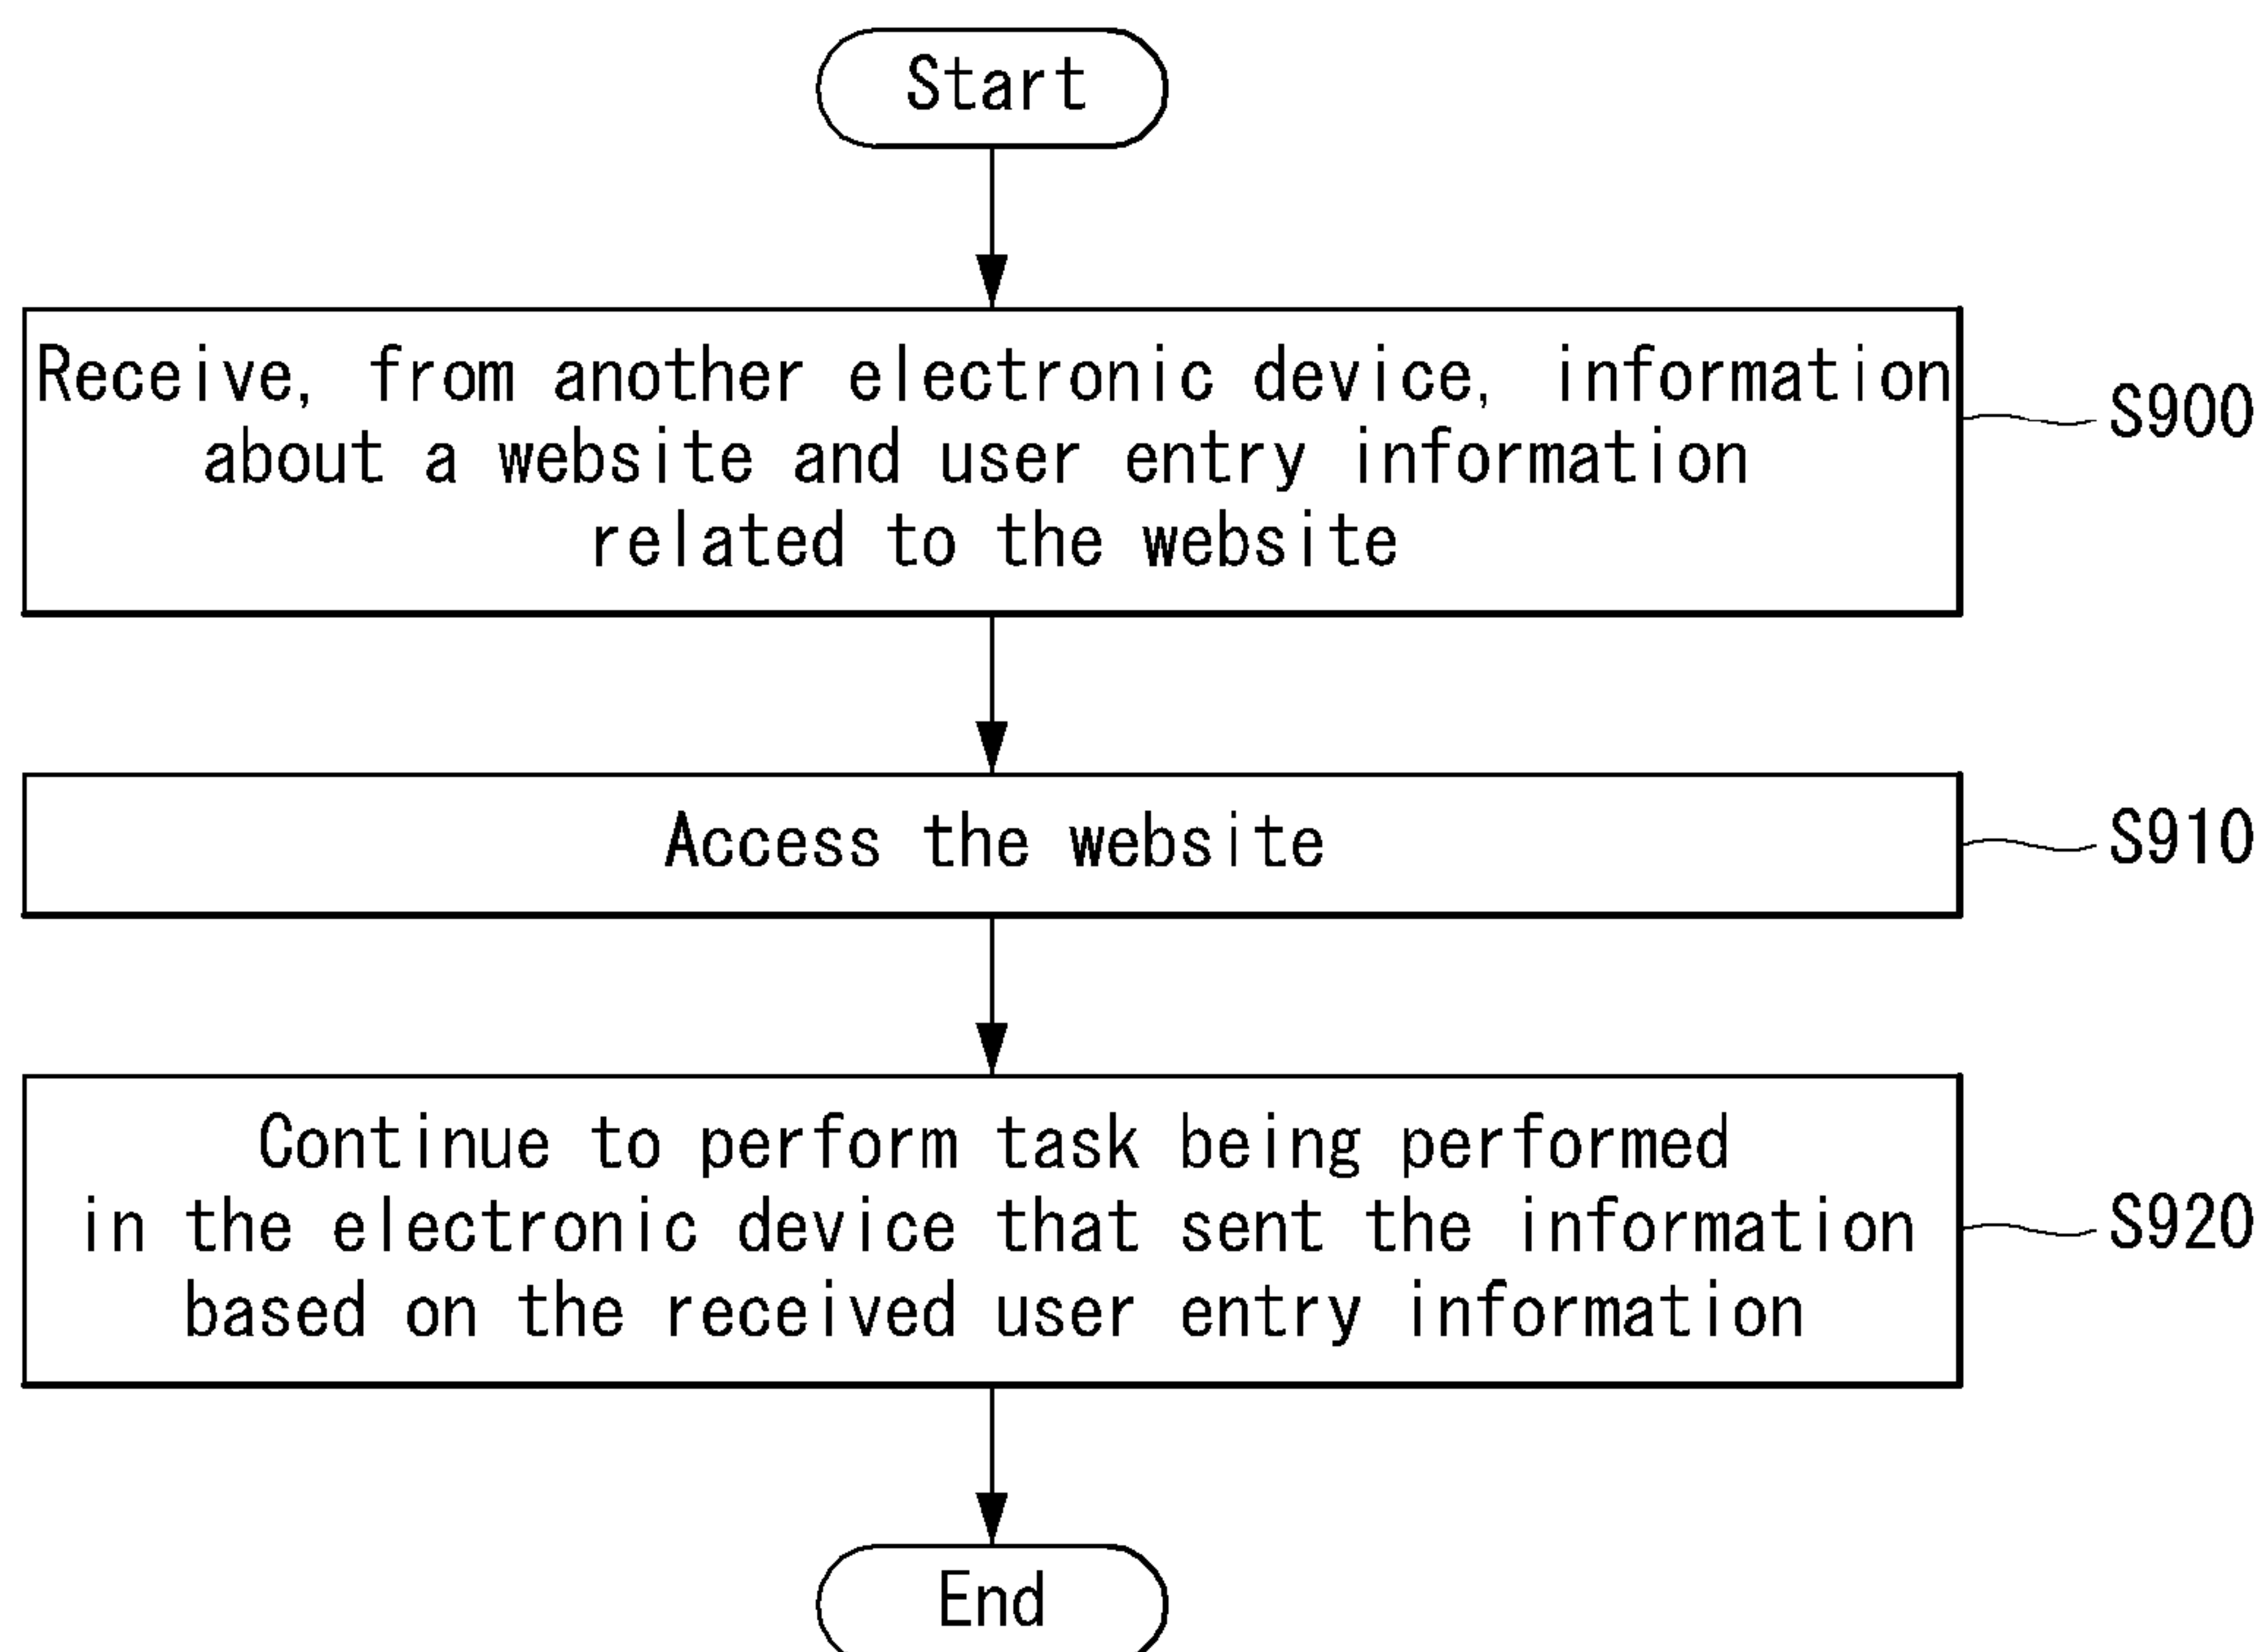 Start
Receive, from another electronic device, information
about a website and user entry information
related to the website
S900
Access the website
S910
Continue to perform task being performed
in the electronic device that sent the information
based on the received user entry information
S920
End